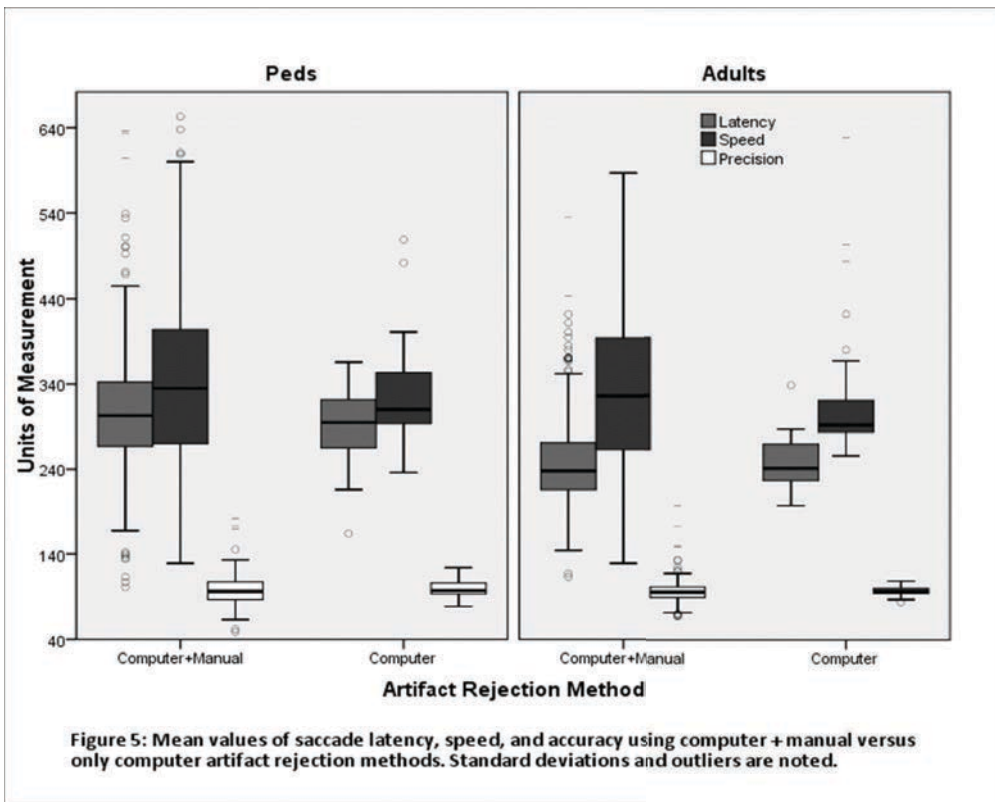 Peds
Adults
Latency
Speed
Precision
640
540
440
340
240
140
40
Units of Measurement
Computer+Manual
Computer
Computer+Manual
Computer
Artifact Rejection Method
Figure 5: Mean values of saccade latency, speed, and accuracy using computer + manual versus
only computer artifact rejection methods. Standard deviations and outliers are noted.